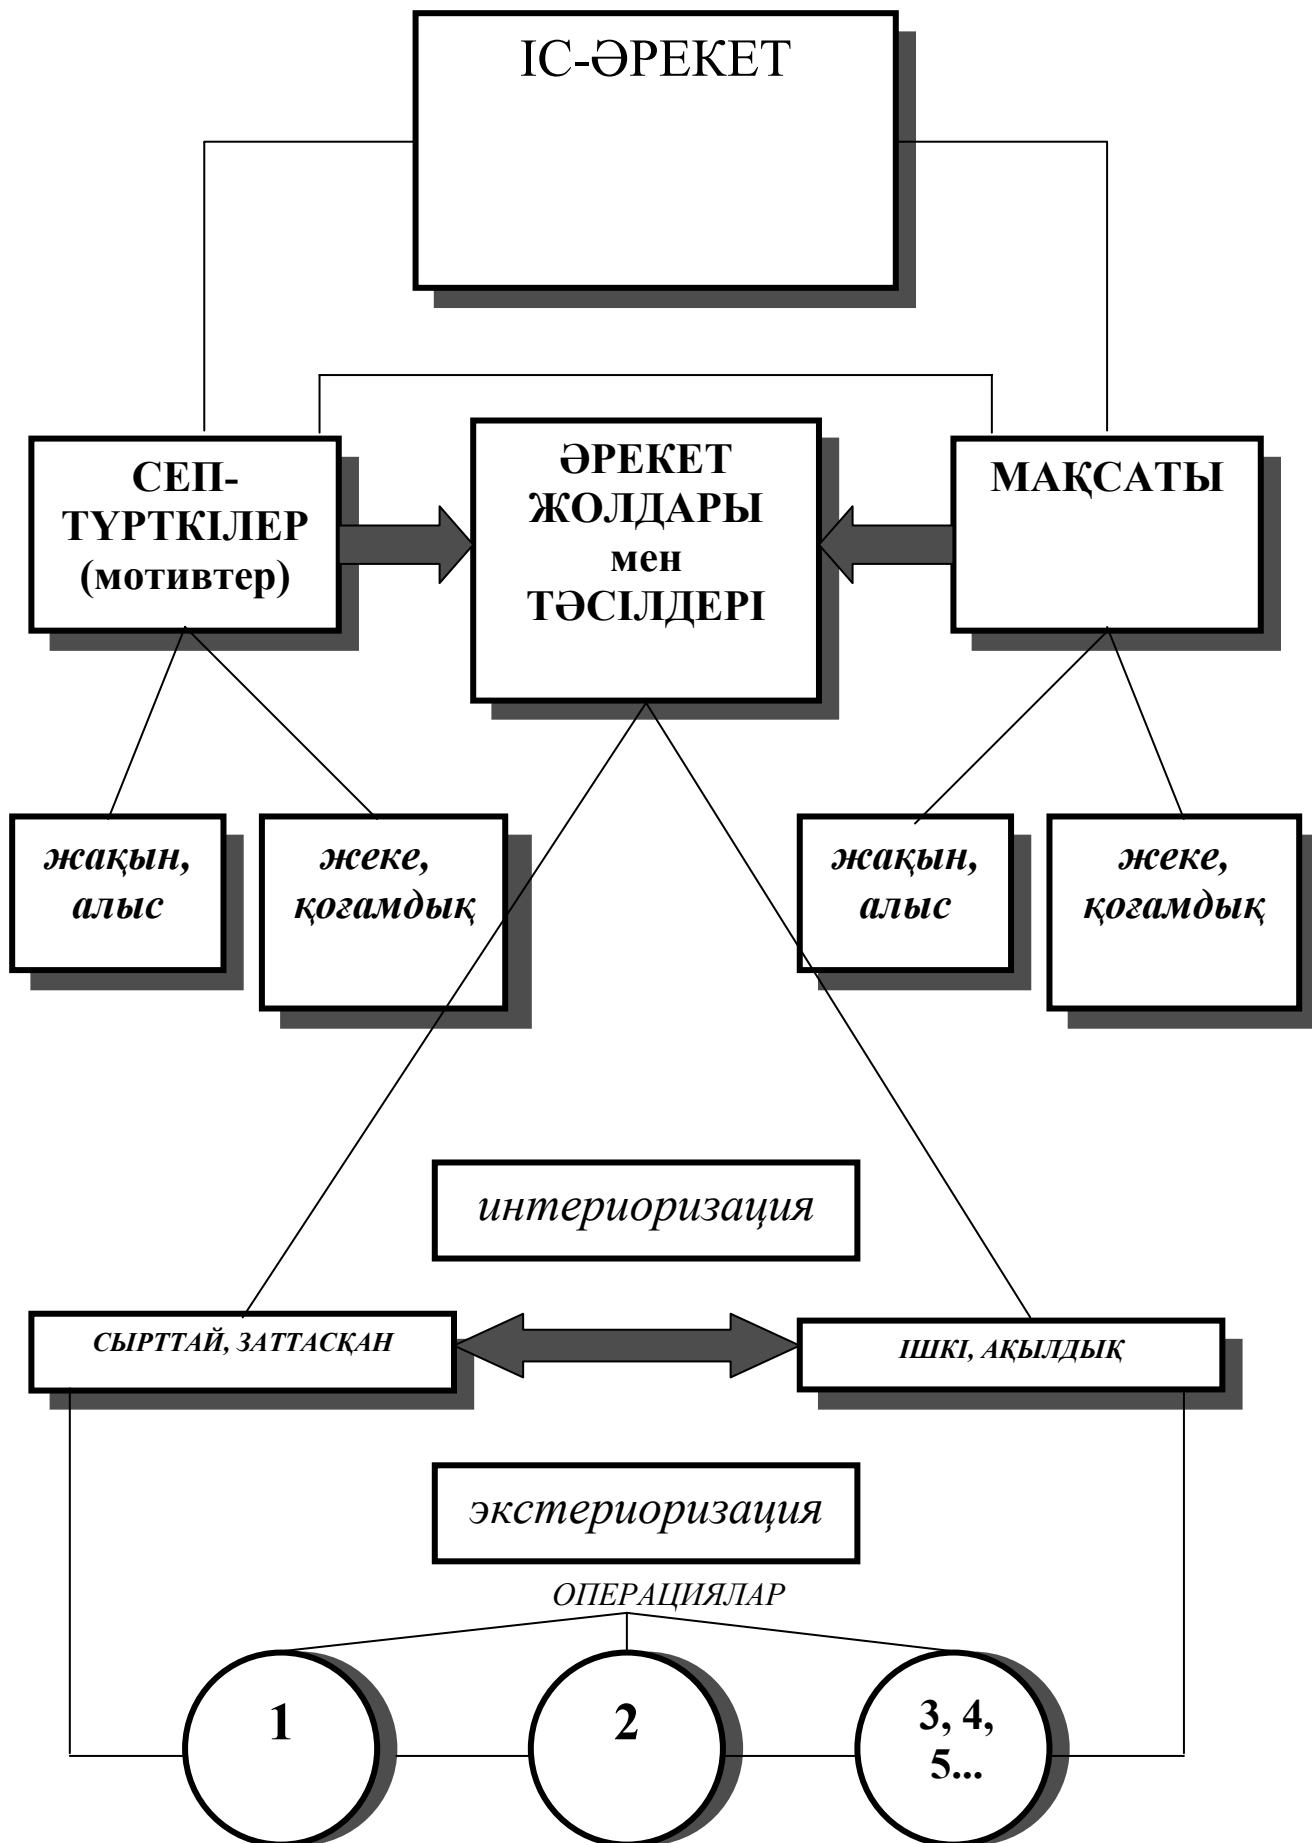 ІС-ӘРЕКЕТ
СЕП-
ТҮРТКІЛЕР
(мотивтер)
ӘРЕКЕТ
ЖОЛДАРЫ
мен
ТӘСІЛДЕРІ
МАҚСАТЫ
жақын,
алыс
жеке,
қоғамдық
жақын,
алыс
жеке,
қоғамдық
интериоризация
СЫРТТАЙ, ЗАТТАСҚАН
ІШКІ, АҚЫЛДЫҚ
экстериоризация
ОПЕРАЦИЯЛАР
1
2
3, 4,
5...